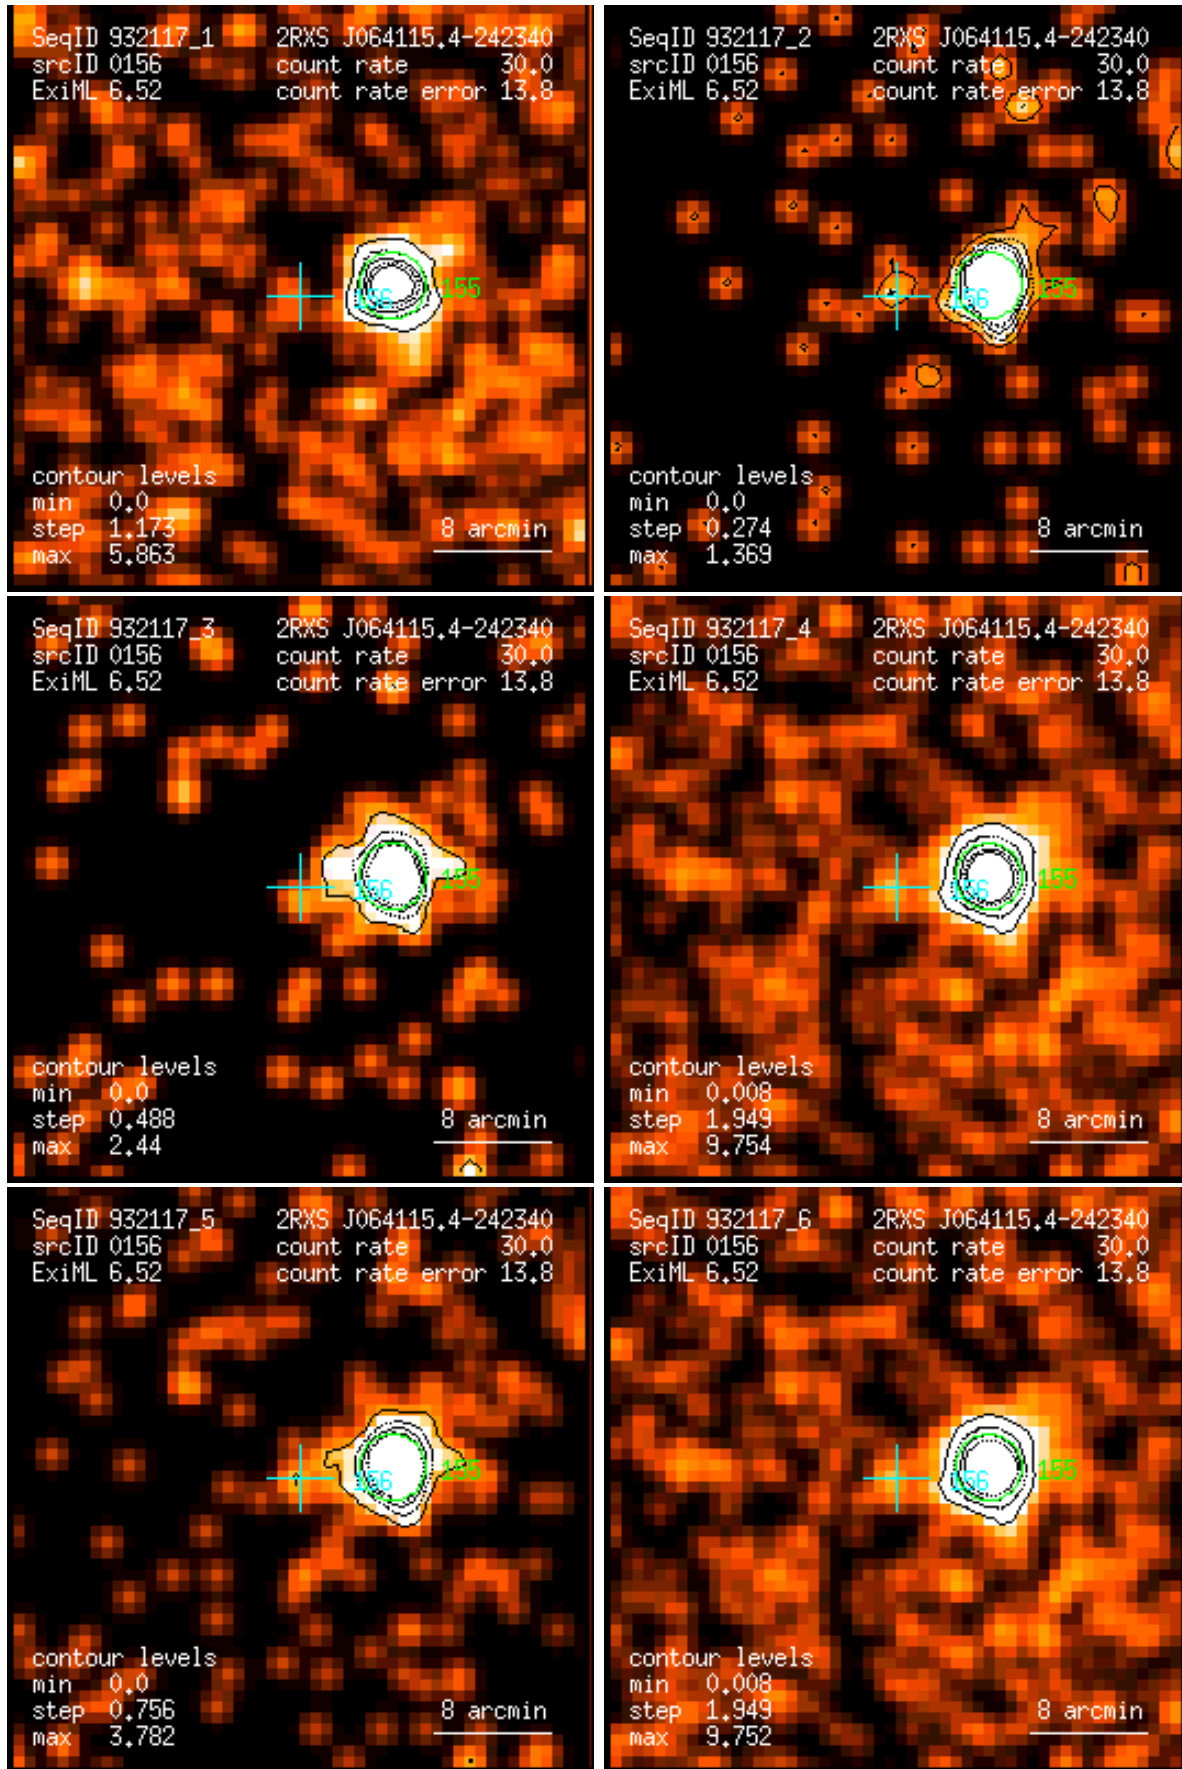 SeqID 932117_1 2RXS J064115.4-242340
srcID 0156 count rate 30.0
ExiML 6.52 count rate error 13.8
156 155
contour levels
min 0.0
step 1.173
max 5.863
8 arcmin
SeqID 932117_2 2RXS J064115.4-242340
srcID 0156 count rate 30.0
ExiML 6.52 count rate error 13.8
156 155
contour levels
min 0.0
step 0.274
max 1.369
8 arcmin
SeqID 932117_3 2RXS J064115.4-242340
srcID 0156 count rate 30.0
ExiML 6.52 count rate error 13.8
156 155
contour levels
min 0.0
step 0.488
max 2.44
8 arcmin
SeqID 932117_4 2RXS J064115.4-242340
srcID 0156 count rate 30.0
ExiML 6.52 count rate error 13.8
156 155
contour levels
min 0.008
step 1.949
max 9.754
8 arcmin
SeqID 932117_5 2RXS J064115.4-242340
srcID 0156 count rate 30.0
ExiML 6.52 count rate error 13.8
156 155
contour levels
min 0.0
step 0.756
max 3.782
8 arcmin
SeqID 932117_6 2RXS J064115.4-242340
srcID 0156 count rate 30.0
ExiML 6.52 count rate error 13.8
156 155
contour levels
min 0.008
step 1.949
max 9.752
8 arcmin